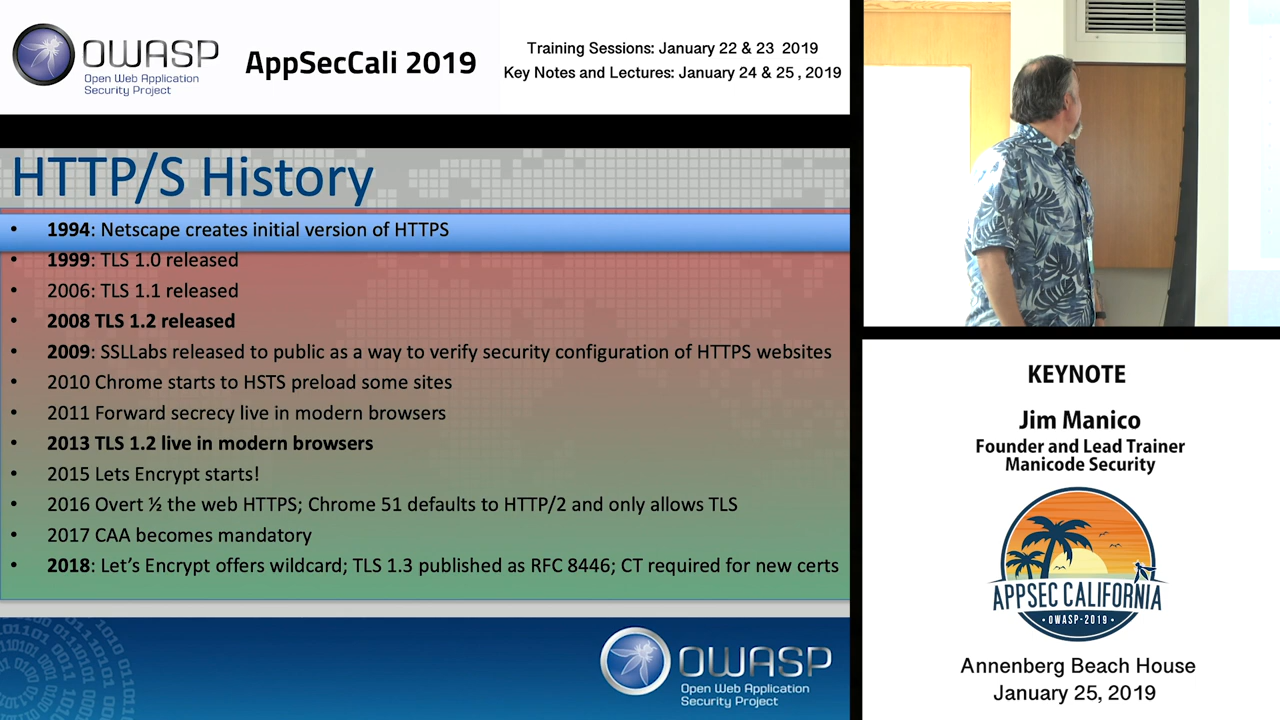 OWASP
Open Web Application
Security Project
AppSecCali 2019
Training Sessions: January 22 & 23 2019
Key Notes and Lectures: January 24 & 25 , 2019
HTTP/S History
• 1994: Netscape creates initial version of HTTPS
• 1999: TLS 1.0 released
• 2006: TLS 1.1 released
• 2008 TLS 1.2 released
• 2009: SSLLabs released to public as a way to verify security configuration of HTTPS websites
• 2010 Chrome starts to HSTS preload some sites
• 2011 Forward secrecy live in modern browsers
• 2013 TLS 1.2 live in modern browsers
• 2015 Lets Encrypt starts!
• 2016 Overt ½ the web HTTPS; Chrome 51 defaults to HTTP/2 and only allows TLS
• 2017 CAA becomes mandatory
• 2018: Let’s Encrypt offers wildcard; TLS 1.3 published as RFC 8446; CT required for new certs
OWASP
Open Web Application
Security Project
KEYNOTE
Jim Manico
Founder and Lead Trainer
Manicode Security
APPSEC CALIFORNIA
· OWASP-2019 ·
Annenberg Beach House
January 25, 2019